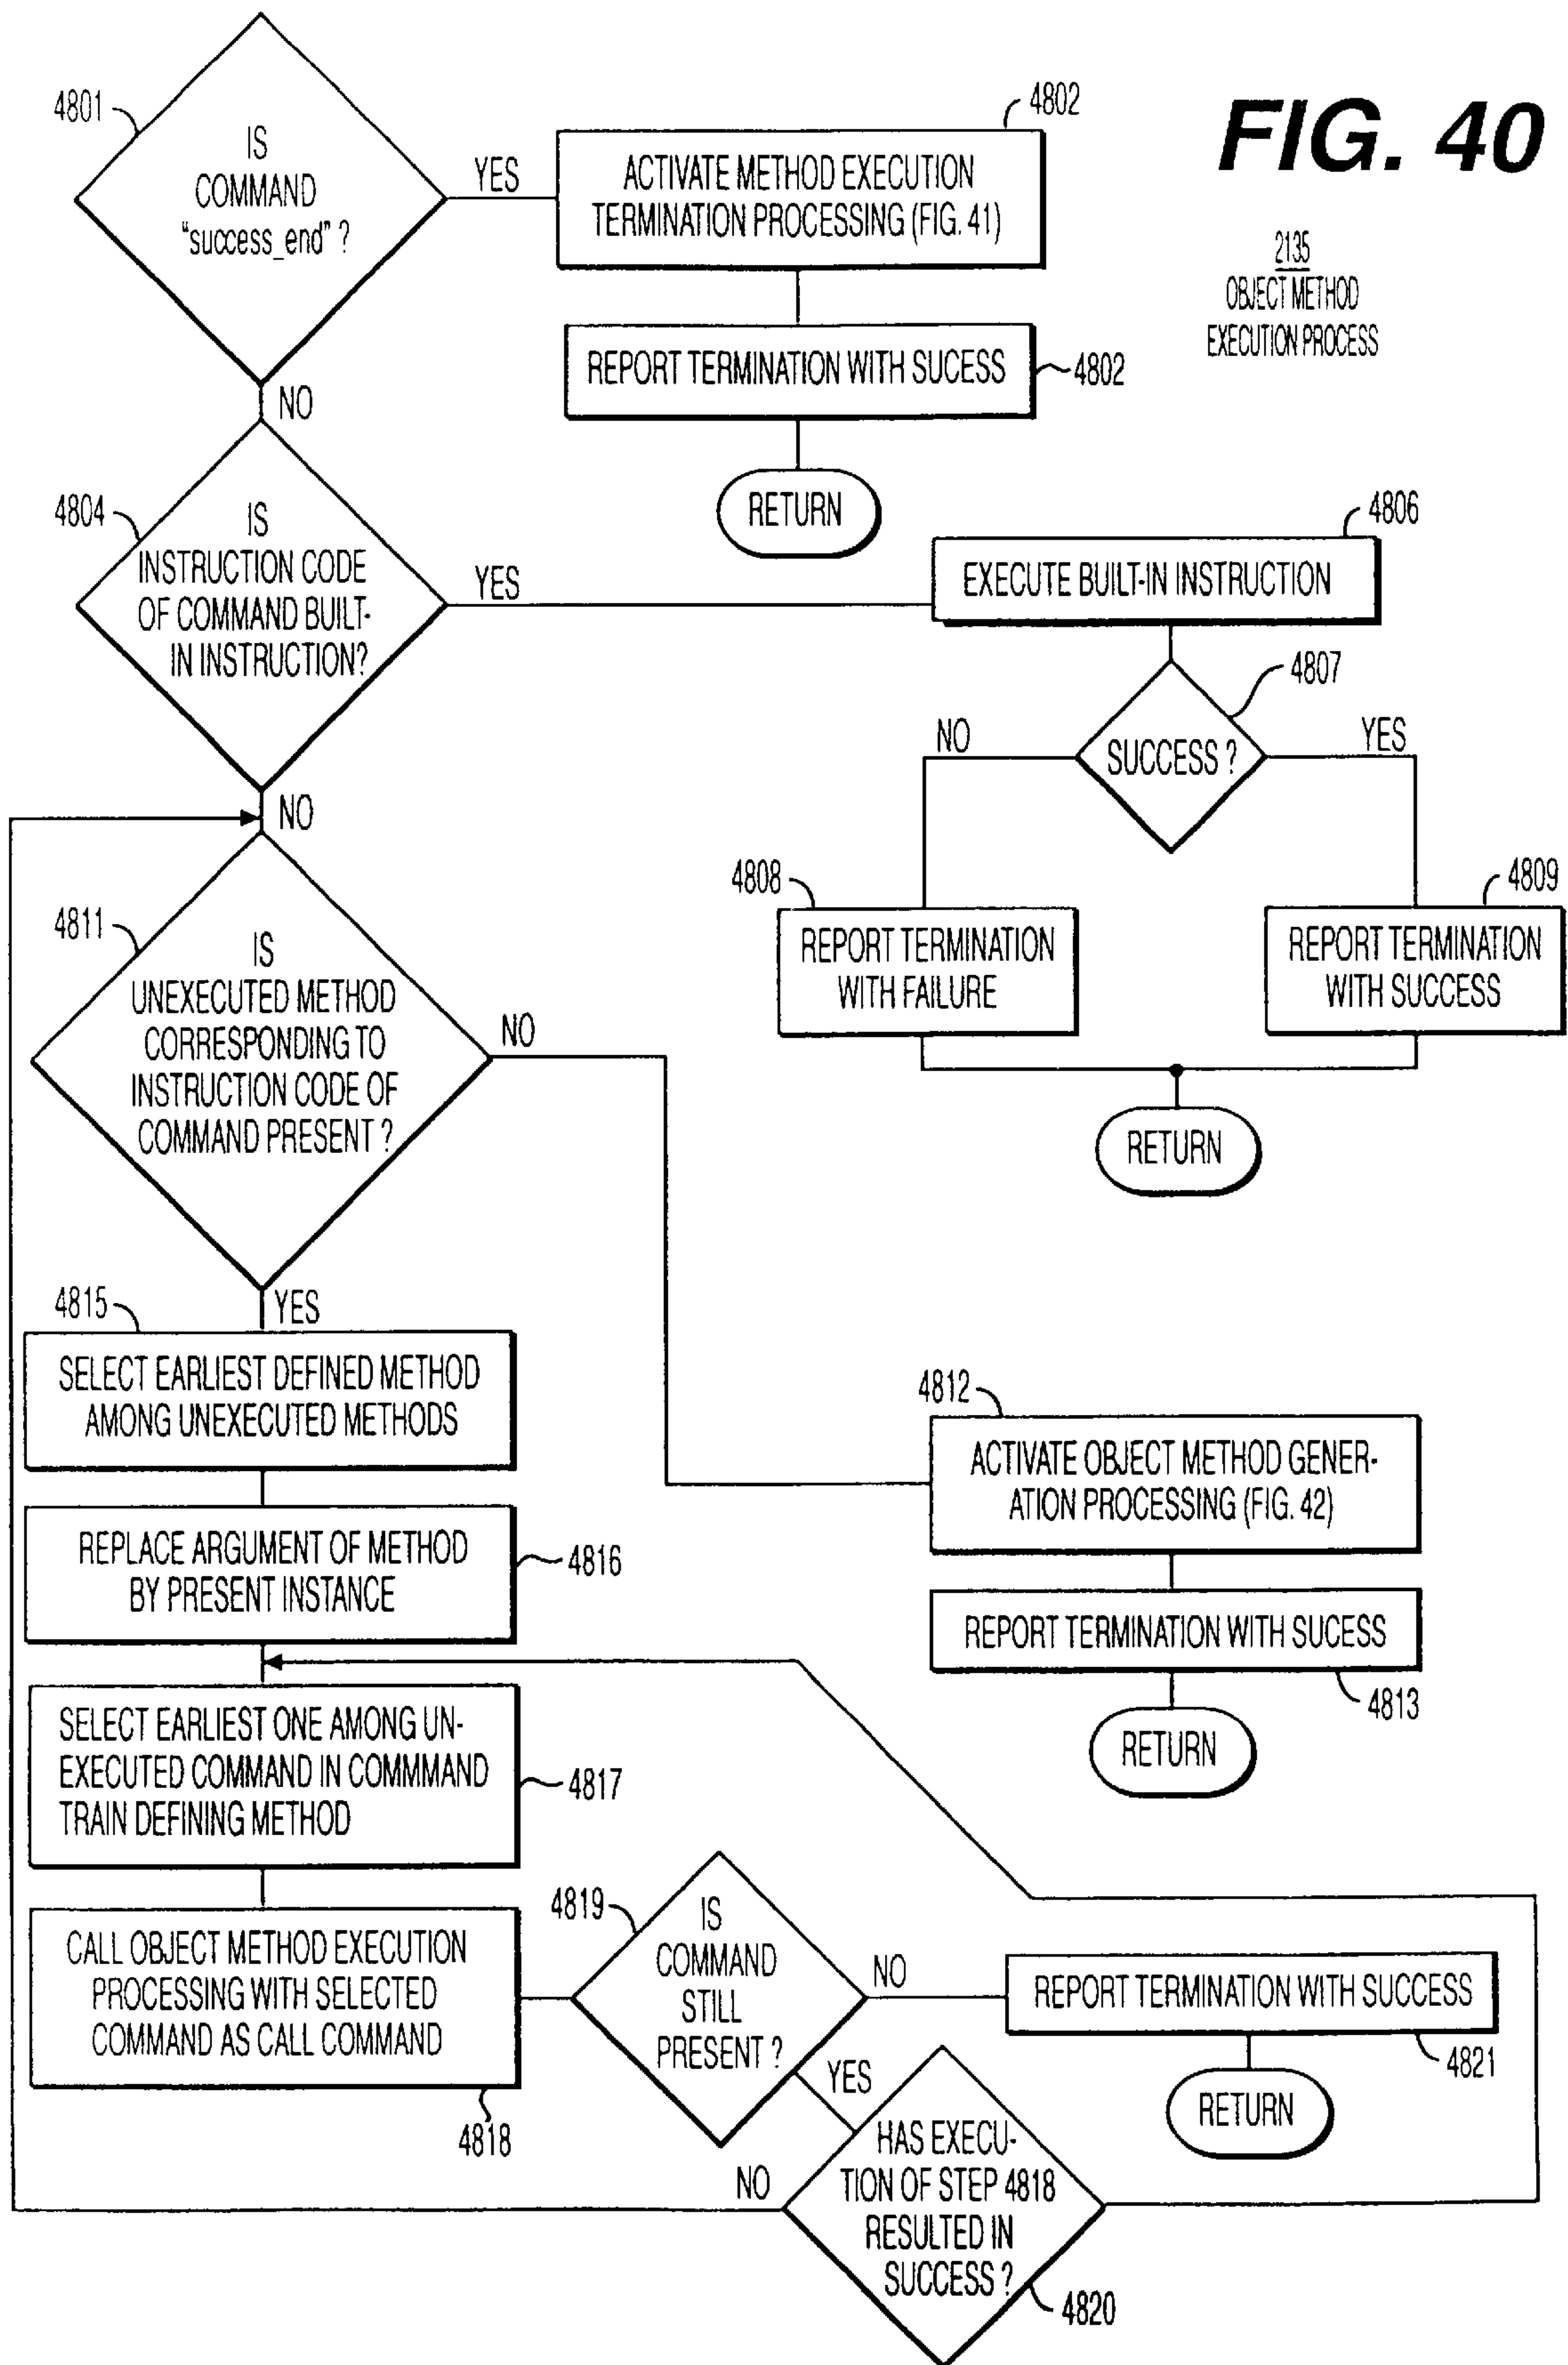 FIG. 40
2135
OBJECT METHOD
EXECUTION PROCESS
4801
IS
COMMAND
“success_end” ?
YES
4802
ACTIVATE METHOD EXECUTION
TERMINATION PROCESSING (FIG. 41)
REPORT TERMINATION WITH SUCESS
4802
RETURN
NO
4804
IS
INSTRUCTION CODE
OF COMMAND BUILT-
IN INSTRUCTION?
YES
4806
EXECUTE BUILT-IN INSTRUCTION
4807
SUCCESS ?
NO
YES
4808
REPORT TERMINATION
WITH FAILURE
4809
REPORT TERMINATION
WITH SUCCESS
RETURN
NO
4811
IS
UNEXECUTED METHOD
CORRESPONDING TO
INSTRUCTION CODE OF
COMMAND PRESENT ?
NO
4812
ACTIVATE OBJECT METHOD GENER-
ATION PROCESSING (FIG. 42)
REPORT TERMINATION WITH SUCESS
4813
RETURN
YES
4815
SELECT EARLIEST DEFINED METHOD
AMONG UNEXECUTED METHODS
REPLACE ARGUMENT OF METHOD
BY PRESENT INSTANCE
4816
SELECT EARLIEST ONE AMONG UN-
EXECUTED COMMAND IN COMMMAND
TRAIN DEFINING METHOD
4817
CALL OBJECT METHOD EXECUTION
PROCESSING WITH SELECTED
COMMAND AS CALL COMMAND
4818
4819
IS
COMMAND
STILL
PRESENT ?
NO
REPORT TERMINATION WITH SUCCESS
4821
RETURN
YES
HAS EXECU-
TION OF STEP 4818
RESULTED IN
SUCCESS ?
4820
NO